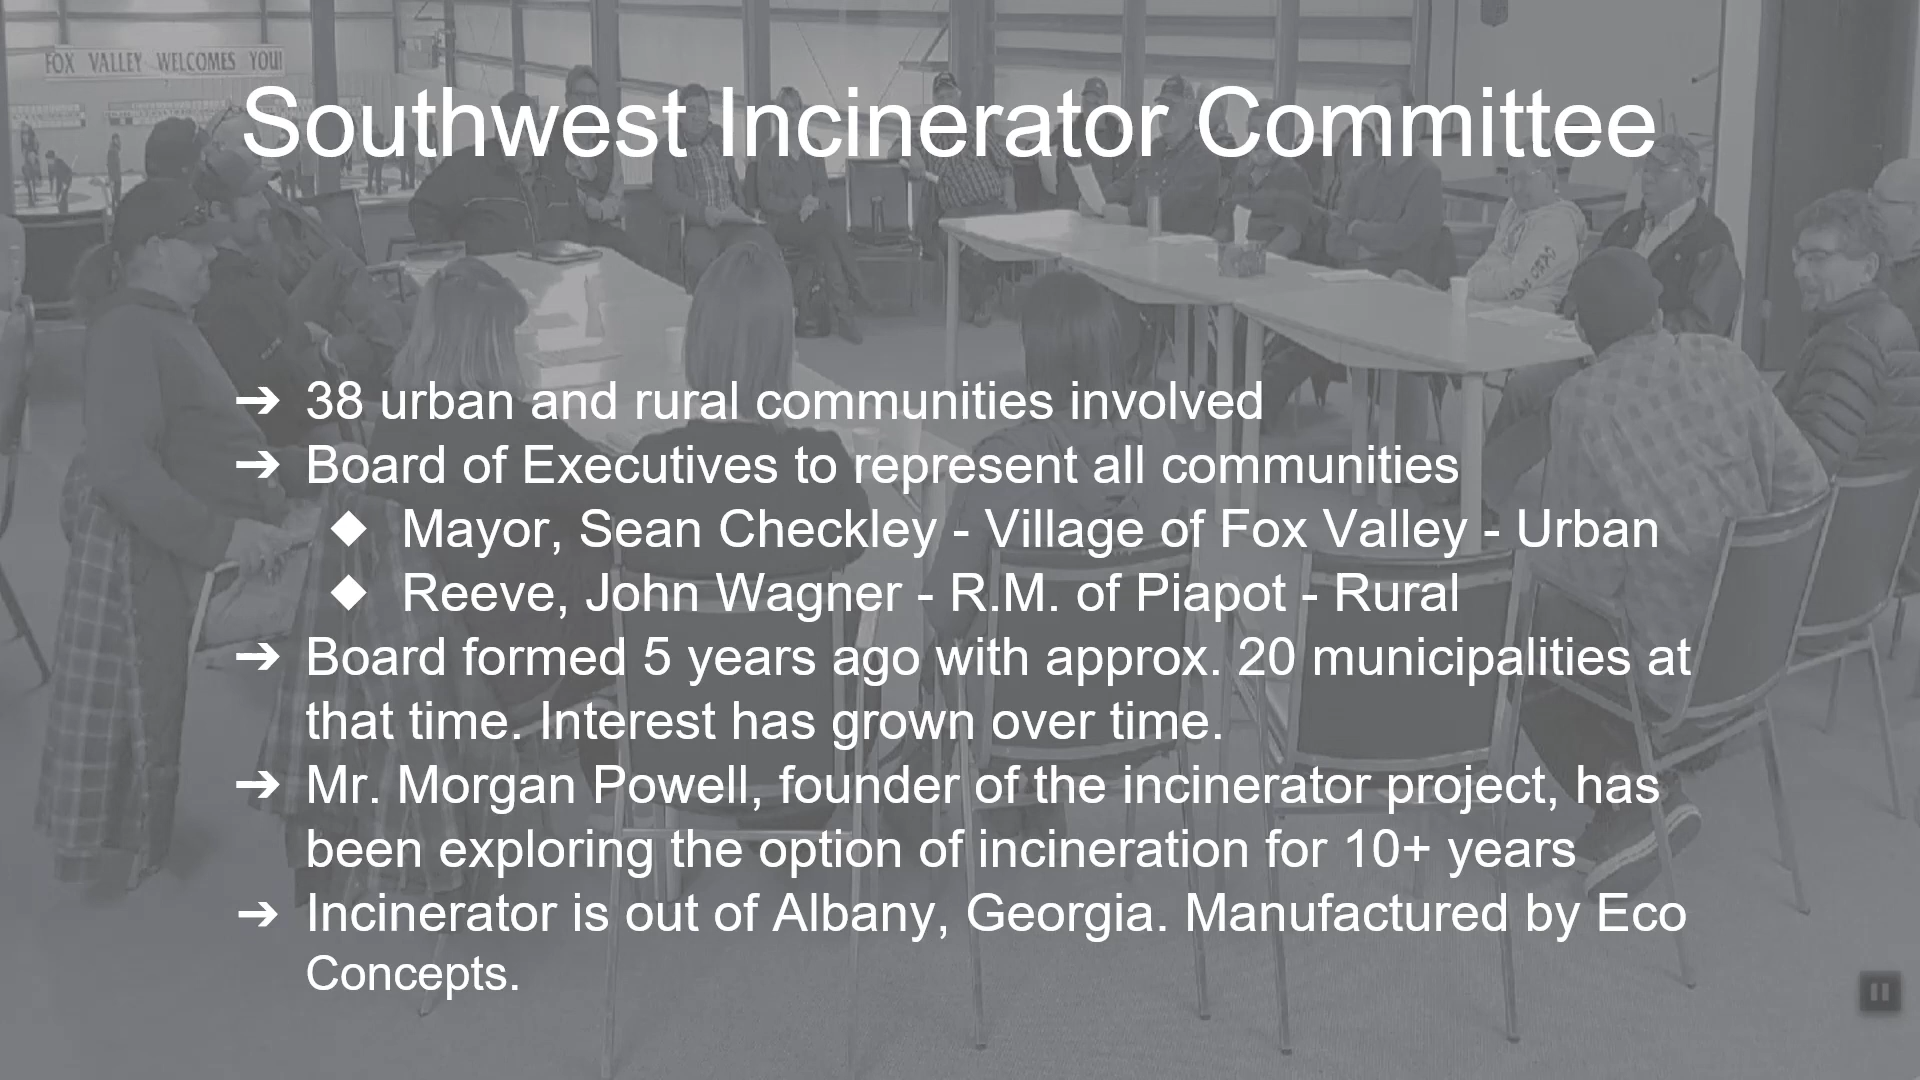 FOX VALLEY WELCOMES YOU!
Southwest Incinerator Committee
➔ 38 urban and rural communities involved
➔ Board of Executives to represent all communities
◆ Mayor, Sean Checkley - Village of Fox Valley - Urban
◆ Reeve, John Wagner - R.M. of Piapot - Rural
➔ Board formed 5 years ago with approx. 20 municipalities at
that time. Interest has grown over time.
➔ Mr. Morgan Powell, founder of the incinerator project, has
been exploring the option of incineration for 10+ years
➔ Incinerator is out of Albany, Georgia. Manufactured by Eco
Concepts.